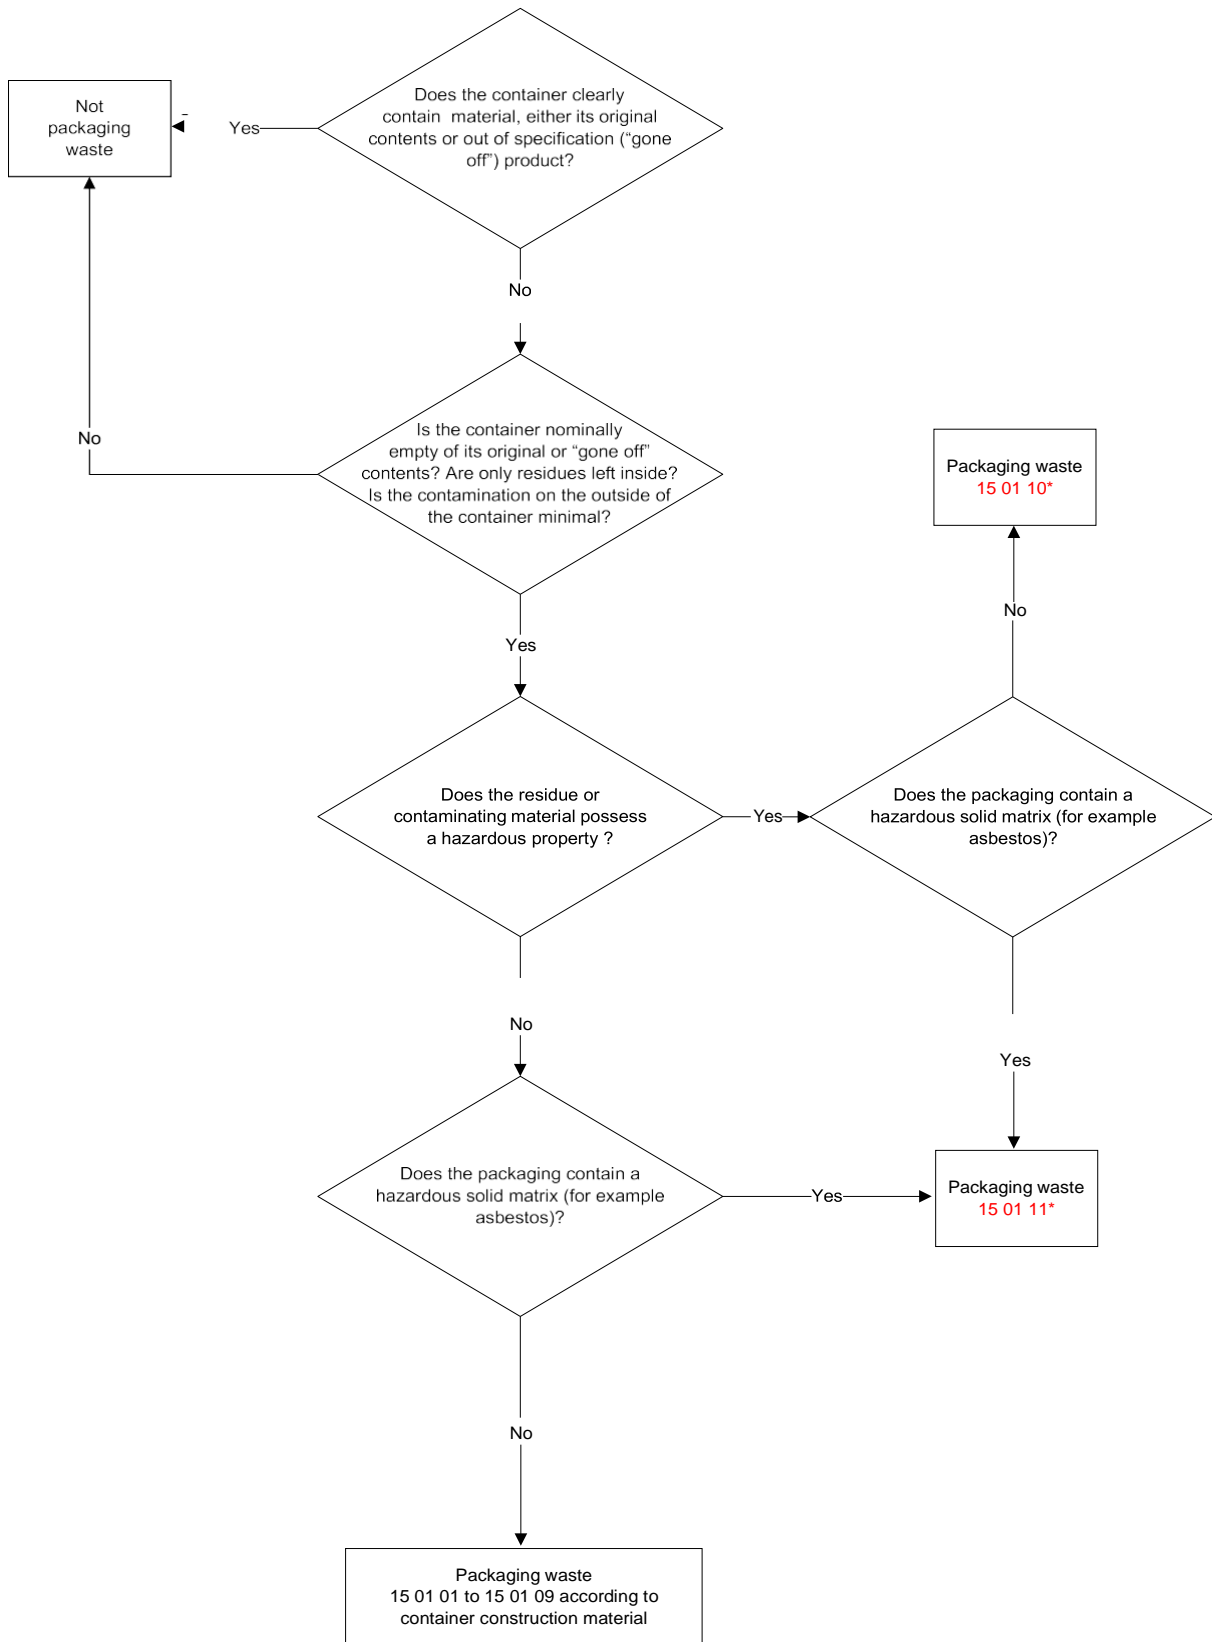 Does the container clearly
contain material, either its original
contents or out of specification (“gone
off”) product?
Not
packaging
waste
Yes
No
Is the container nominally
empty of its original or “gone off”
contents? Are only residues left inside?
Is the contamination on the outside of
the container minimal?
No
Packaging waste
15 01 10*
Yes
No
Does the residue or
contaminating material possess
a hazardous property ?
Yes
Does the packaging contain a
hazardous solid matrix (for example
asbestos)?
No
Yes
Does the packaging contain a
hazardous solid matrix (for example
asbestos)?
Yes
Packaging waste
15 01 11*
No
Packaging waste
15 01 01 to 15 01 09 according to
container construction material